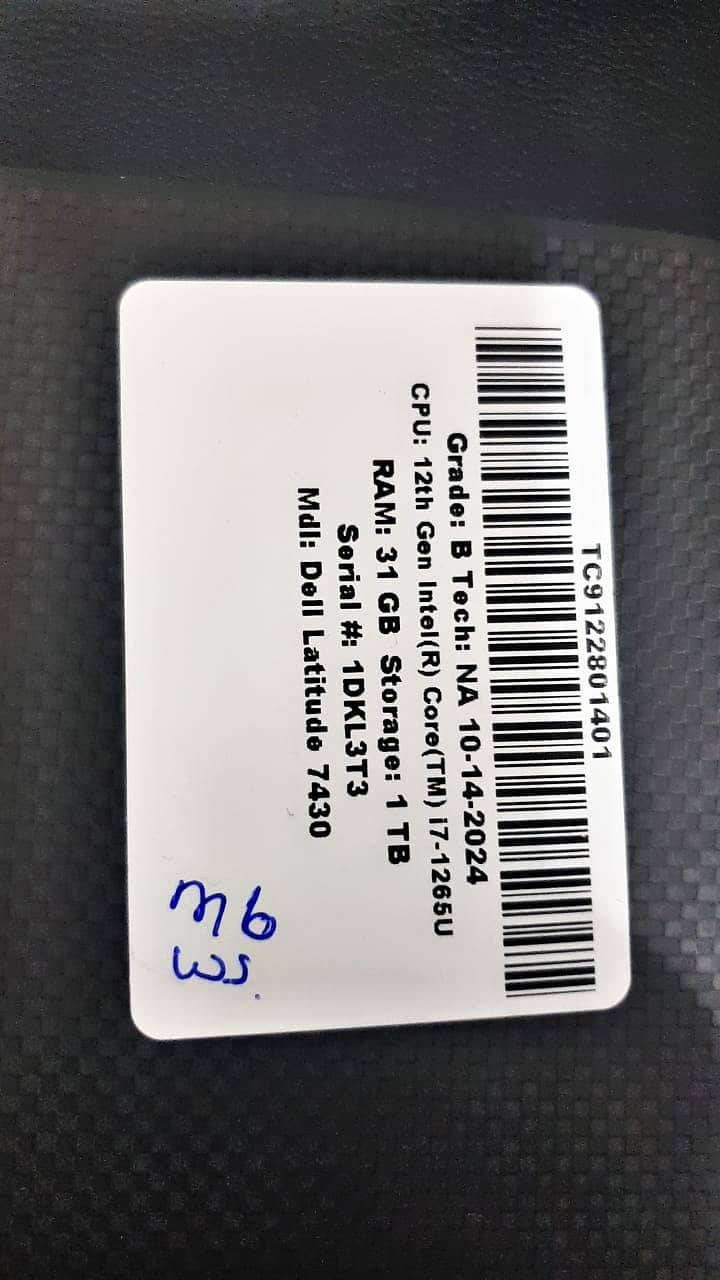 TC9122801401
Grade: B Tech: NA 10-14-2024
CPU: 12th Gen Intel(R) Core(TM) i7-1265U
RAM: 31 GB Storage: 1 TB
Serial #: 1DKL3T3
Mdl: Dell Latitude 7430